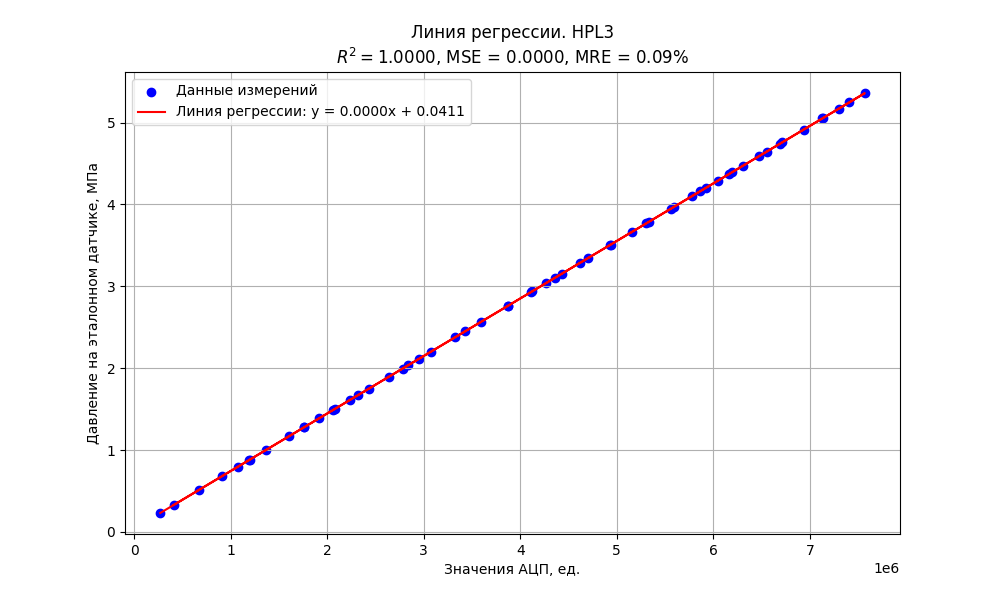 Линия регрессии. HPL3
R² = 1.0000, MSE = 0.0000, MRE = 0.09%
Данные измерений
Линия регрессии: y = 0.0000x + 0.0411
Давление на эталонном датчике, МПа
5
4
3
2
1
0
0 1 2 3 4 5 6 7
1e6
Значения АЦП, ед.